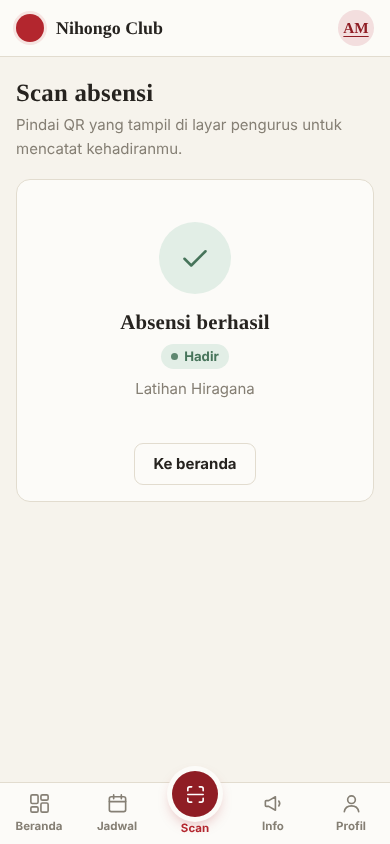 Nihongo Club
AM
Scan absensi
Pindai QR yang tampil di layar pengurus untuk
mencatat kehadiranmu.
Absensi berhasil
Hadir
Latihan Hiragana
Ke beranda
Beranda
Jadwal
Scan
Info
Profil